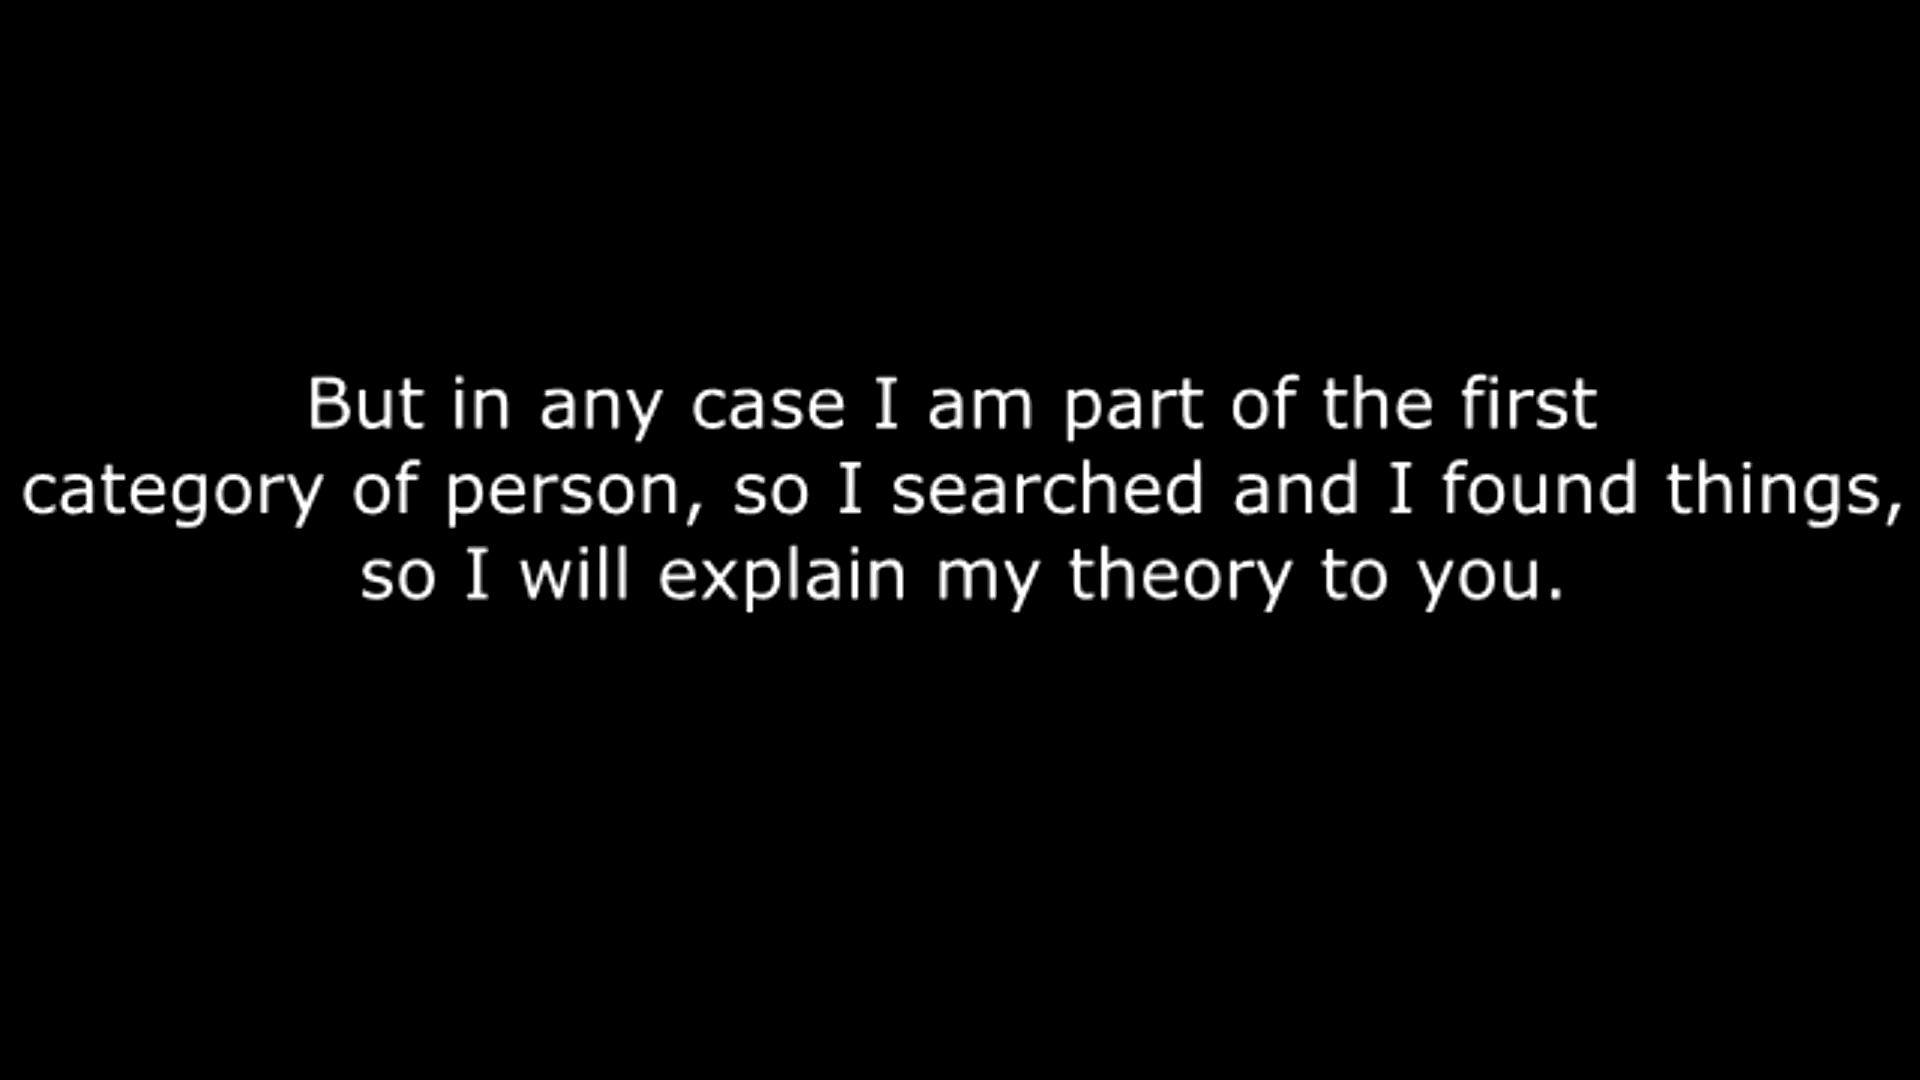 But in any case I am part of the first
category of person, so I searched and I found things,
so I will explain my theory to you.